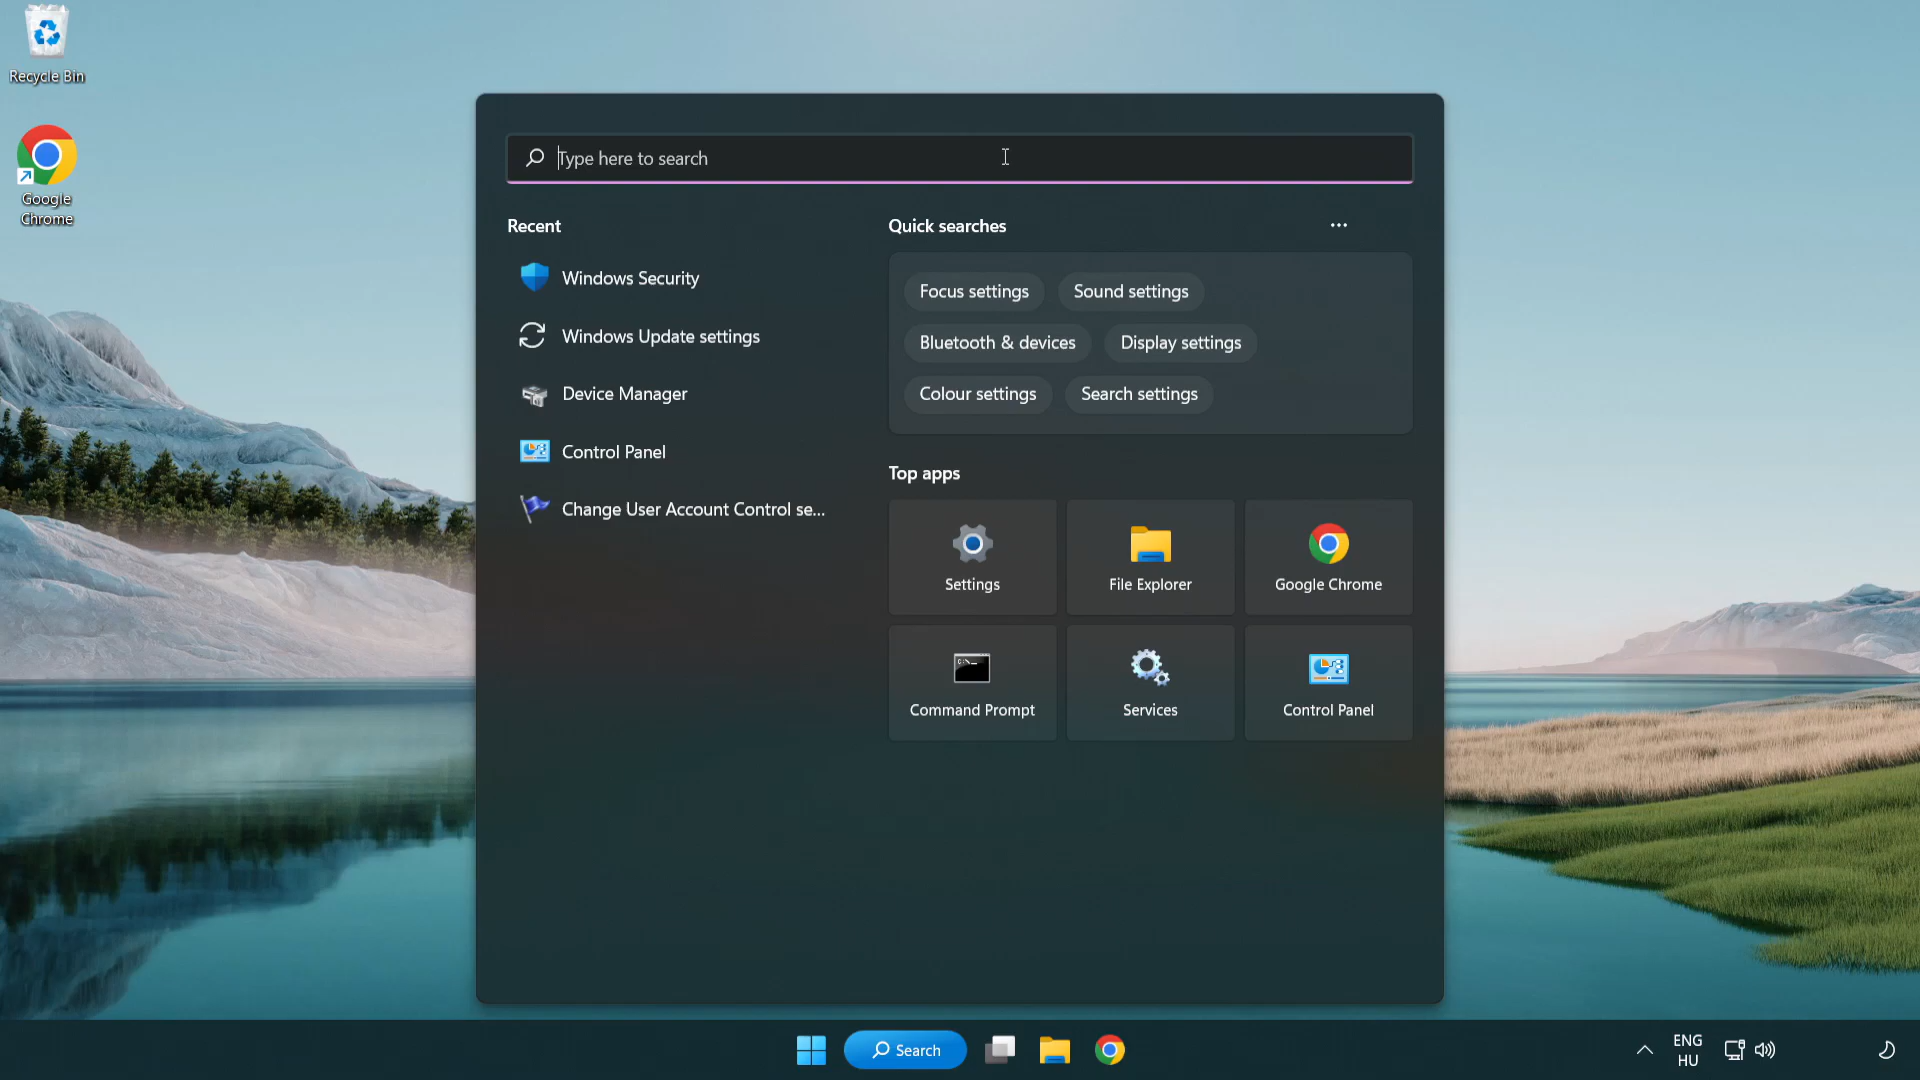 Recycle Bin
Google
Chrome
Type here to search
Recent
Windows Security
Windows Update settings
Device Manager
Control Panel
Change User Account Control se...
Quick searches
Focus settings
Sound settings
Bluetooth & devices
Display settings
Colour settings
Search settings
Top apps
Settings
File Explorer
Google Chrome
Command Prompt
Services
Control Panel
Search
ENG
HU